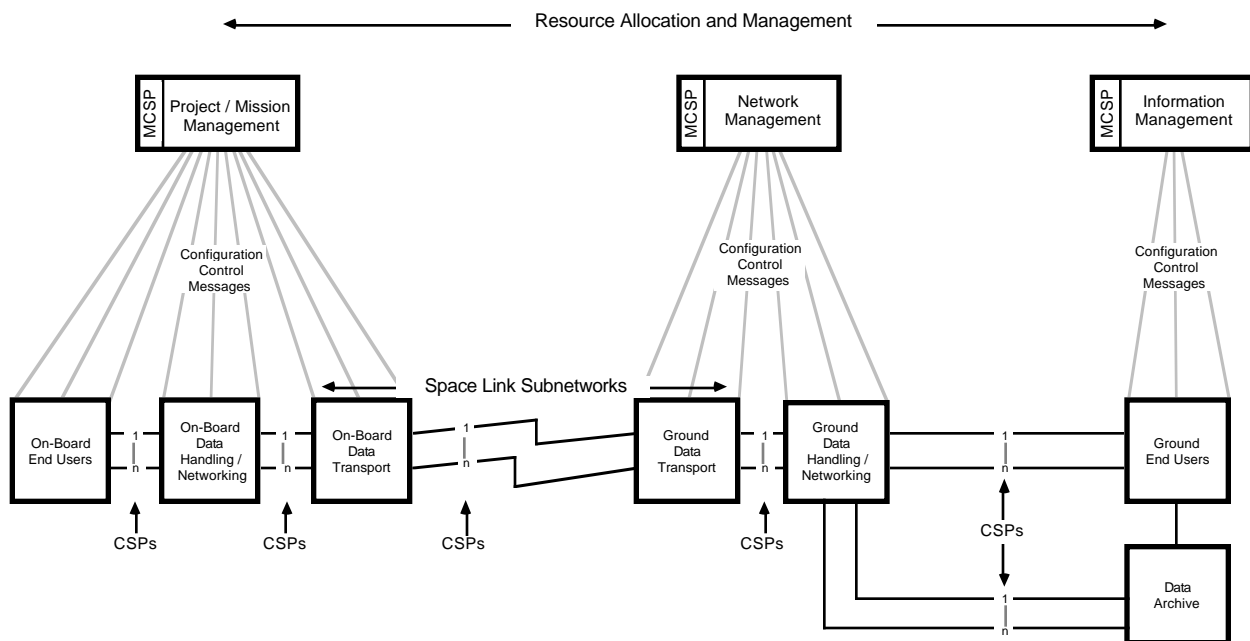 Resource Allocation and Management
MCSP
Project / Mission
Management
MCSP
Network
Management
MCSP
Information
Management
Configuration
Control
Messages
Configuration
Control
Messages
Configuration
Control
Messages
Space Link Subnetworks
On-Board
End Users
1
n
On-Board
Data
Handling /
Networking
1
n
On-Board
Data
Transport
1
n
Ground
Data
Transport
1
n
Ground
Data
Handling /
Networking
1
n
Ground
End Users
CSPs
CSPs
CSPs
CSPs
CSPs
1
n
Data
Archive